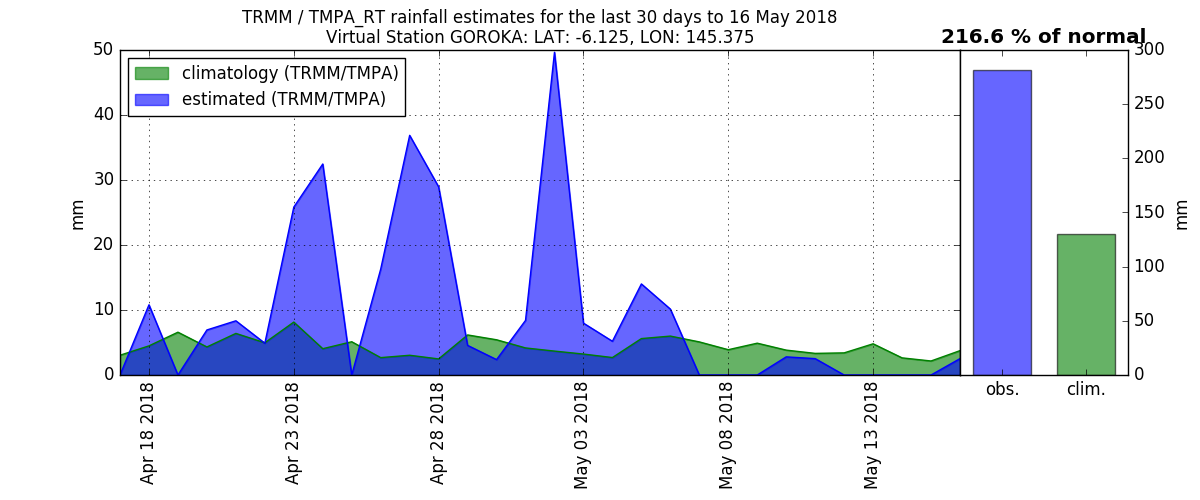 TRMM / TMPA_RT rainfall estimates for the last 30 days to 16 May 2018
Virtual Station GOROKA: LAT: -6.125, LON: 145.375
216.6 % of normal
climatology (TRMM/TMPA)
estimated (TRMM/TMPA)
50
40
30
20
10
0
mm
Apr 18 2018
Apr 23 2018
Apr 28 2018
May 03 2018
May 08 2018
May 13 2018
300
250
200
150
100
50
0
mm
obs.
clim.